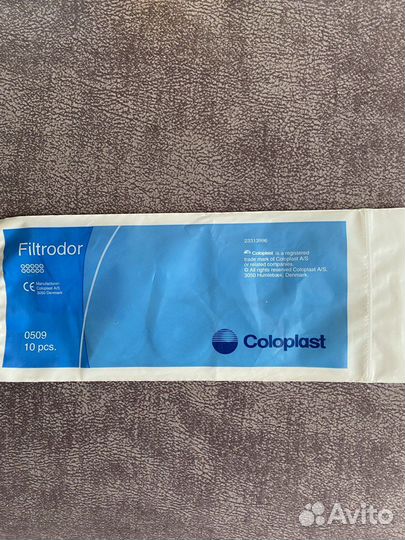 Filtrodor
CE Manufacturer:
Coloplast A/S
3050 Denmark
0509
10 pcs.
Coloplast is a registered
trade mark of Coloplast A/S
or related companies.
© All rights reserved Coloplast A/S,
3050 Humlebæk, Denmark.
Coloplast
Avito